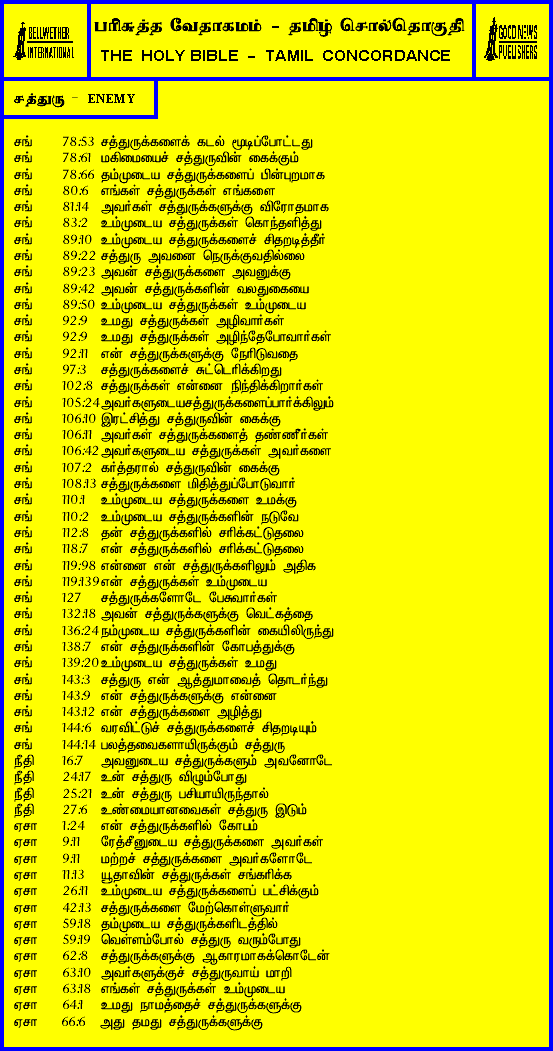 BELLWETHER
INTERNATIONAL
பரிசுத்த வேதாகமம் – தமிழ் சொல்தொகுதி
THE HOLY BIBLE – TAMIL CONCORDANCE
GOOD NEWS
PUBLISHERS
சத்துரு – ENEMY
சங் 78:53 சத்துருக்களைக் கடல் மூடிப்போட்டது
சங் 78:61 மகிமையைச் சத்துருவின் கைக்கும்
சங் 78:66 தம்முடைய சத்துருக்களைப் பின்புறமாக
சங் 80:6 எங்கள் சத்துருக்கள் எங்களை
சங் 81:14 அவர்கள் சத்துருக்களுக்கு விரோதமாக
சங் 83:2 உம்முடைய சத்துருக்கள் கொந்தளித்து
சங் 89:10 உம்முடைய சத்துருக்களைச் சிதறடித்தீர்
சங் 89:22 சத்துரு அவனை நெருக்குவதில்லை
சங் 89:23 அவன் சத்துருக்களை அவனுக்கு
சங் 89:42 அவன் சத்துருக்களின் வலதுகையை
சங் 89:50 உம்முடைய சத்துருக்கள் உம்முடைய
சங் 92:9 உமது சத்துருக்கள் அழிவார்கள்
சங் 92:9 உமது சத்துருக்கள் அழிந்தேபோவார்கள்
சங் 92:11 என் சத்துருக்களுக்கு நேரிடுவதை
சங் 97:3 சத்துருக்களைச் சுட்டெரிக்கிறது
சங் 102:8 சத்துருக்கள் என்னை நிந்திக்கிறார்கள்
சங் 105:24 அவர்களுடையசத்துருக்களைப்பார்க்கிலும்
சங் 106:10 இரட்சித்து சத்துருவின் கைக்கு
சங் 106:11 அவர்கள் சத்துருக்களைத் தண்ணீர்கள்
சங் 106:42 அவர்களுடைய சத்துருக்கள் அவர்களை
சங் 107:2 கர்த்தரால் சத்துருவின் கைக்கு
சங் 108:13 சத்துருக்களை மிதித்துப்போடுவார்
சங் 110:1 உம்முடைய சத்துருக்களை உமக்கு
சங் 110:2 உம்முடைய சத்துருக்களின் நடுவே
சங் 112:8 தன் சத்துருக்களில் சரிக்கட்டுதலை
சங் 118:7 என் சத்துருக்களில் சரிக்கட்டுதலை
சங் 119:98 என்னை என் சத்துருக்களிலும் அதிக
சங் 119:139 என் சத்துருக்கள் உம்முடைய
சங் 127 சத்துருக்களோடே பேசுவார்கள்
சங் 132:18 அவன் சத்துருக்களுக்கு வெட்கத்தை
சங் 136:24 நம்முடைய சத்துருக்களின் கையிலிருந்து
சங் 138:7 என் சத்துருக்களின் கோபத்துக்கு
சங் 139:20 உம்முடைய சத்துருக்கள் உமது
சங் 143:3 சத்துரு என் ஆத்துமாவைத் தொடர்ந்து
சங் 143:9 என் சத்துருக்களுக்கு என்னை
சங் 143:12 என் சத்துருக்களை அழித்து
சங் 144:6 வரவிட்டுச் சத்துருக்களைச் சிதறடியும்
சங் 144:14 பலத்தவைகளாயிருக்கும் சத்துரு
நீதி 16:7 அவனுடைய சத்துருக்களும் அவனோடே
நீதி 24:17 உன் சத்துரு விழும்போது
நீதி 25:21 உன் சத்துரு பசியாயிருந்தால்
நீதி 27:6 உண்மையானவைகள் சத்துரு இடும்
ஏசா 1:24 என் சத்துருக்களில் கோபம்
ஏசா 9:11 ரேத்சீனுடைய சத்துருக்களை அவர்கள்
ஏசா 9:11 மற்றச் சத்துருக்களை அவர்களோடே
ஏசா 11:13 யூதாவின் சத்துருக்கள் சங்கரிக்க
ஏசா 26:11 உம்முடைய சத்துருக்களைப் பட்சிக்கும்
ஏசா 42:13 சத்துருக்களை மேற்கொள்ளுவார்
ஏசா 59:18 தம்முடைய சத்துருக்களிடத்தில்
ஏசா 59:19 வெள்ளம்போல் சத்துரு வரும்போது
ஏசா 62:8 சத்துருக்களுக்கு ஆகாரமாகக்கொடேன்
ஏசா 63:10 அவர்களுக்குச் சத்துருவாய் மாறி
ஏசா 63:18 எங்கள் சத்துருக்கள் உம்முடைய
ஏசா 64:1 உமது நாமத்தைச் சத்துருக்களுக்கு
ஏசா 66:6 அது தமது சத்துருக்களுக்கு